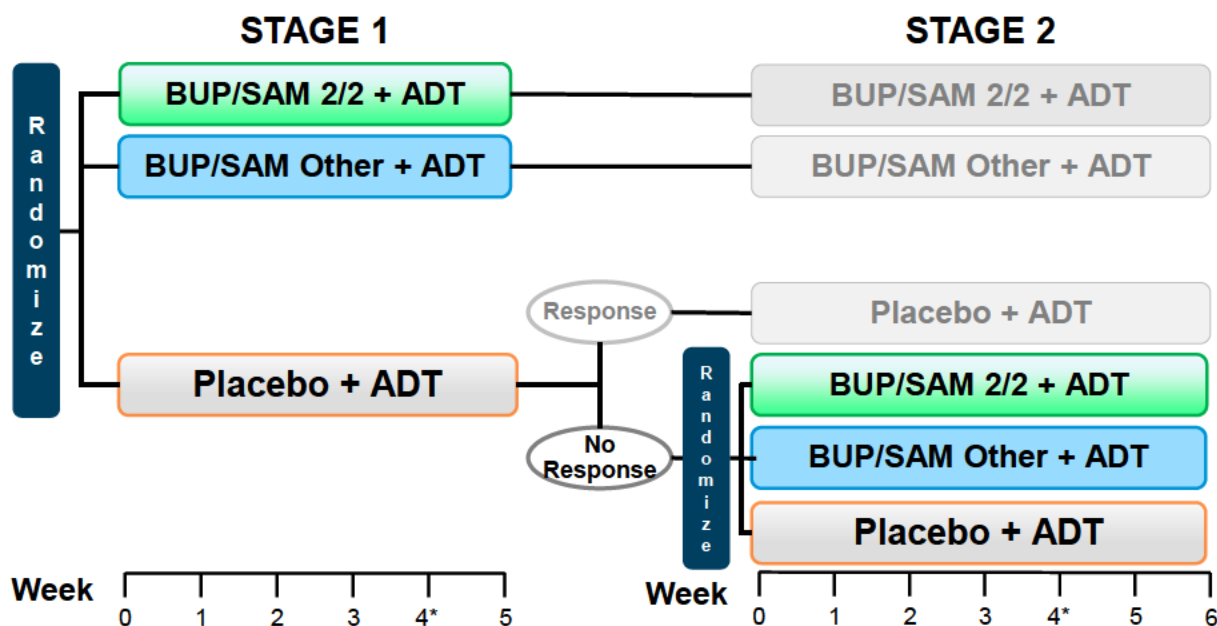 STAGE 1
STAGE 2
Randomize
BUP/SAM 2/2 + ADT
BUP/SAM 2/2 + ADT
BUP/SAM Other + ADT
BUP/SAM Other + ADT
Response
Placebo + ADT
Placebo + ADT
Randomize
BUP/SAM 2/2 + ADT
No
Response
BUP/SAM Other + ADT
Placebo + ADT
Week
0 1 2 3 4* 5
Week
0 1 2 3 4* 5 6